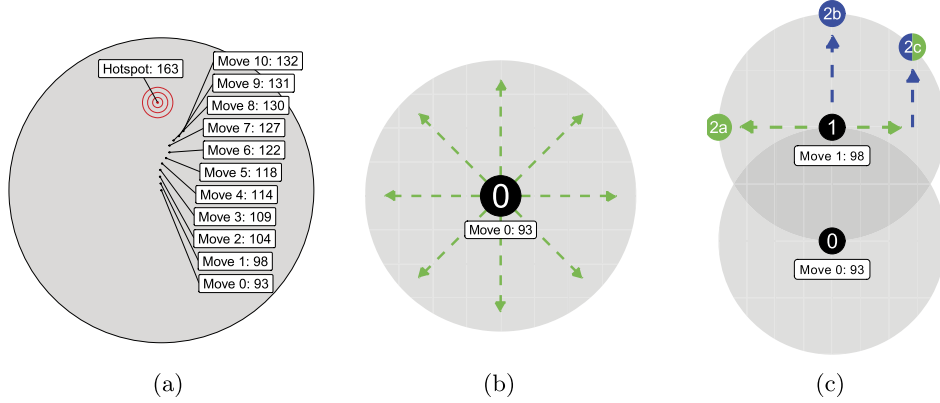 Hotspot: 163
Move 10: 132
Move 9: 131
Move 8: 130
Move 7: 127
Move 6: 122
Move 5: 118
Move 4: 114
Move 3: 109
Move 2: 104
Move 1: 98
Move 0: 93
(a)
0
Move 0: 93
(b)
2b
2c
2a
1
Move 1: 98
0
Move 0: 93
(c)